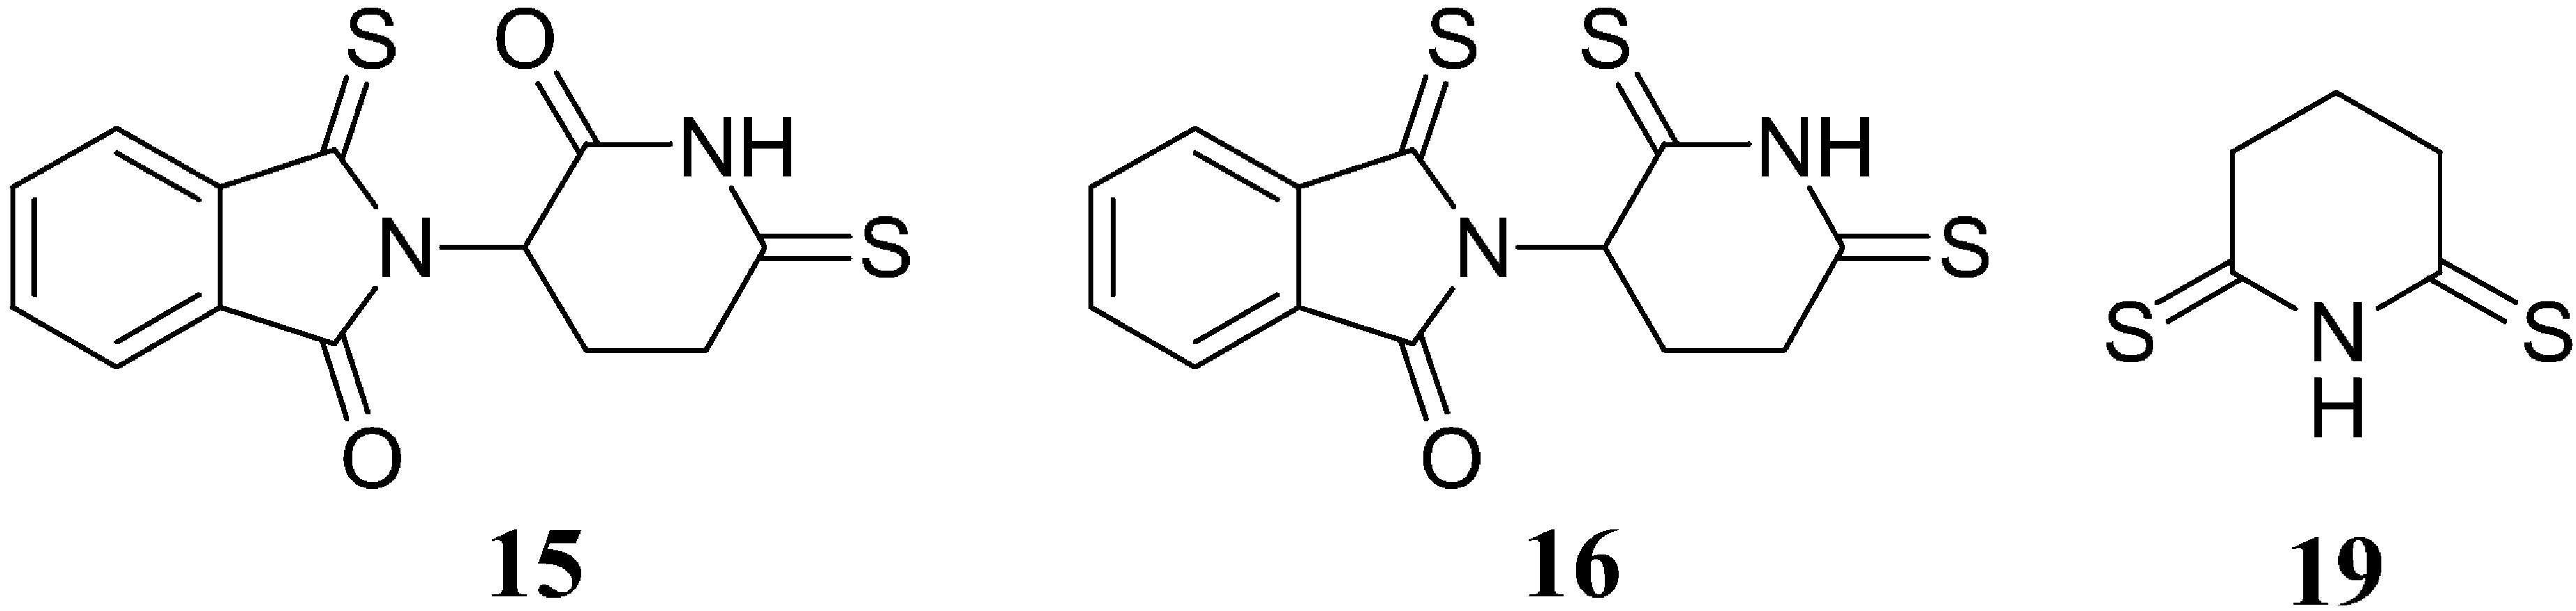 S O S S
NH NH
N S N S S N S
H
O O
15 16 19